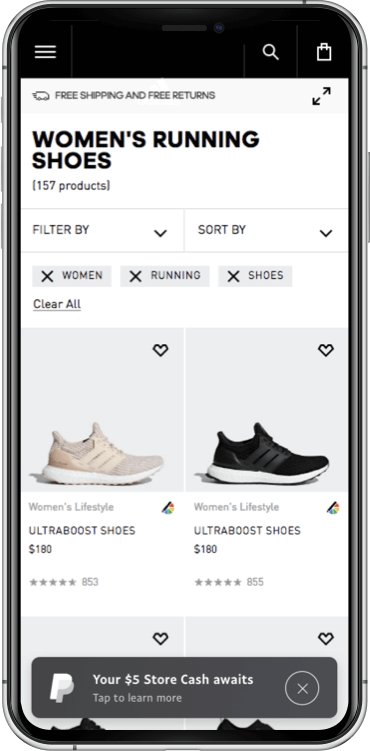 FREE SHIPPING AND FREE RETURNS
WOMEN'S RUNNING
SHOES
(157 products)
FILTER BY
SORT BY
WOMEN
RUNNING
SHOES
Clear All
Women's Lifestyle
Women's Lifestyle
ULTRABOOST SHOES
ULTRABOOST SHOES
$180
$180
853
855
Your $5 Store Cash awaits
Tap to learn more